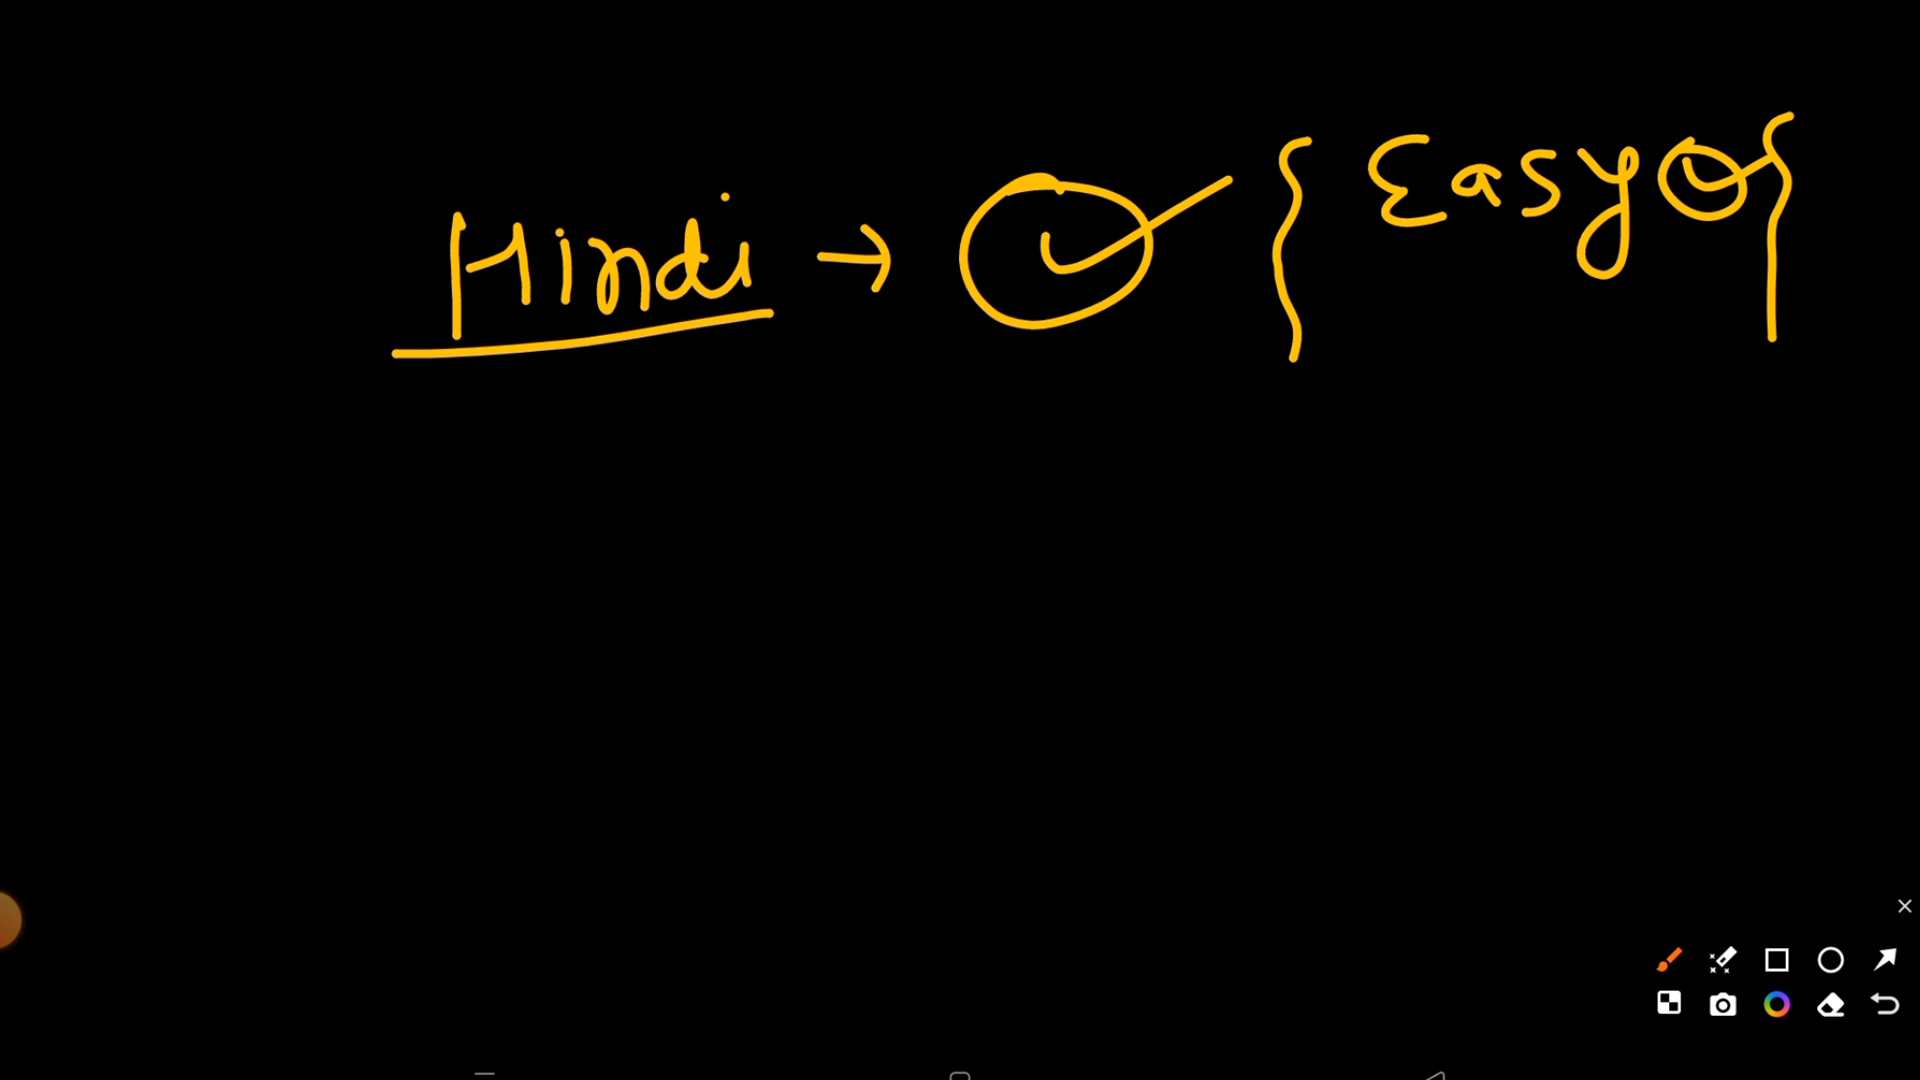 Hindi → ✓ { Easy ✓ }